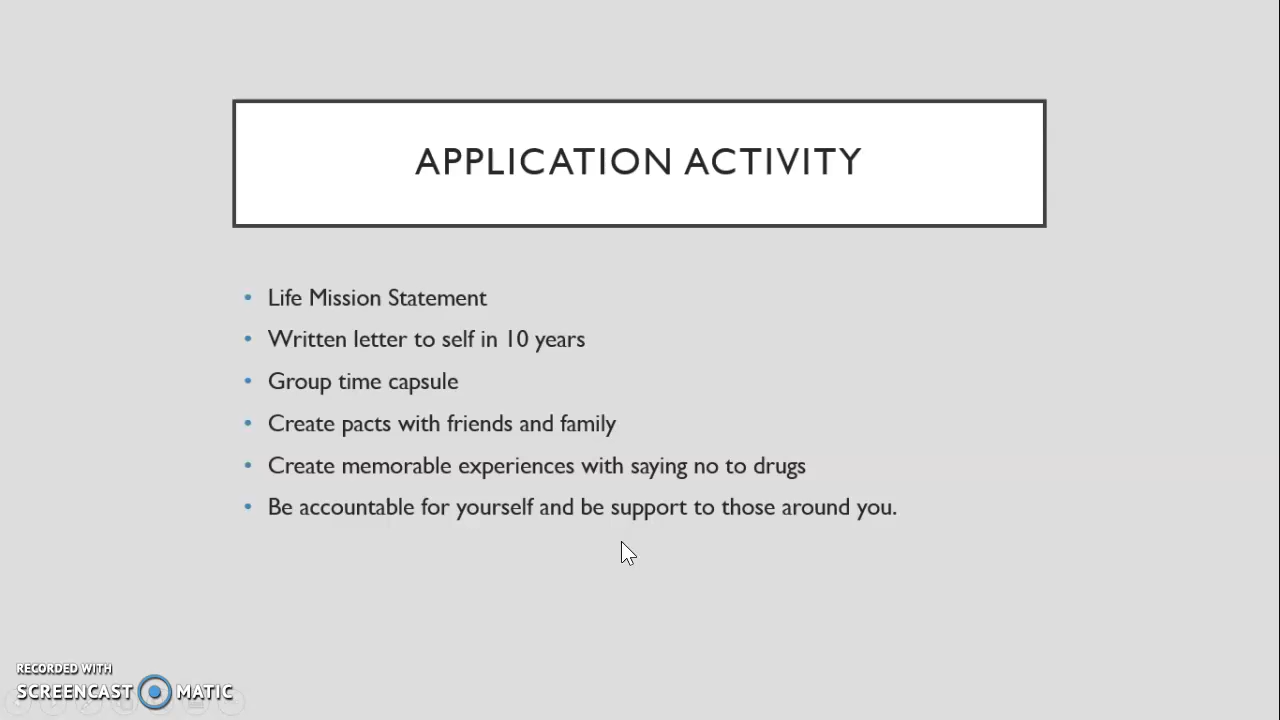 APPLICATION ACTIVITY
• Life Mission Statement
• Written letter to self in 10 years
• Group time capsule
• Create pacts with friends and family
• Create memorable experiences with saying no to drugs
• Be accountable for yourself and be support to those around you.
RECORDED WITH
SCREENCAST MATIC